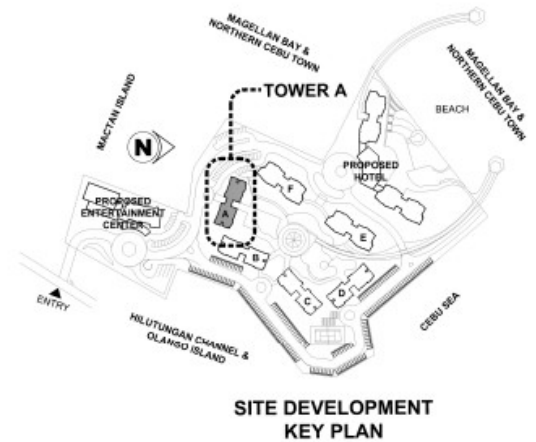 MAGELLAN BAY &
NORTHERN CEBU TOWN
MAGELLAN BAY &
NORTHERN CEBU TOWN
TOWER A
BEACH
MACTAN ISLAND
N
PROPOSED
HOTEL
F
A
PROPOSED
ENTERTAINMENT
CENTER
E
B
C
D
ENTRY
CEBU SEA
HILUTUNGAN CHANNEL &
OLANGO ISLAND
SITE DEVELOPMENT
KEY PLAN